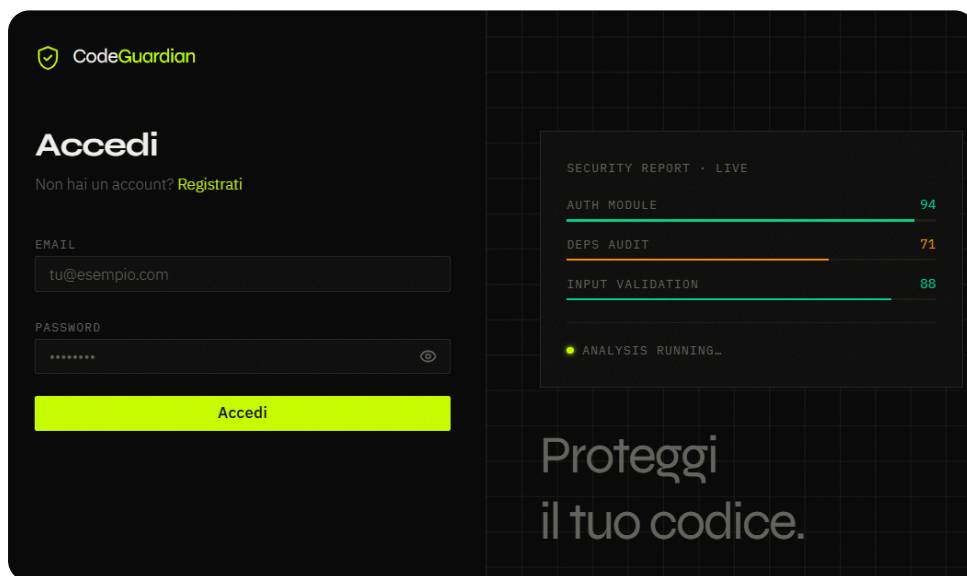 CodeGuardian
Accedi
Non hai un account? Registrati
EMAIL
tu@esempio.com
PASSWORD
••••••••
Accedi
SECURITY REPORT · LIVE
AUTH MODULE 94
DEPS AUDIT 71
INPUT VALIDATION 88
ANALYSIS RUNNING…
Proteggi
il tuo codice.